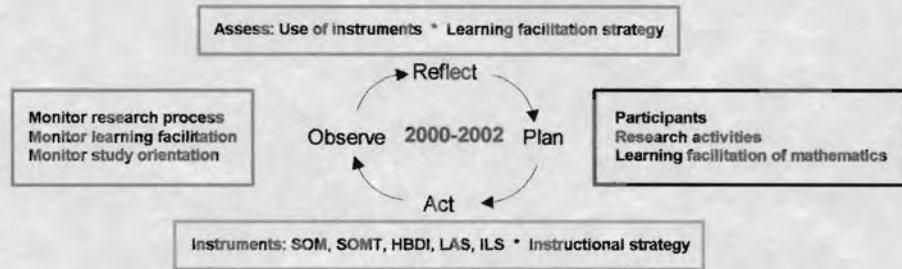 Assess: Use of instruments * Learning facilitation strategy
Reflect
Monitor research process
Monitor learning facilitation
Monitor study orientation
Observe 2000-2002 Plan
Participants
Research activities
Learning facilitation of mathematics
Act
Instruments: SOM, SOMT, HBDI, LAS, ILS * Instructional strategy